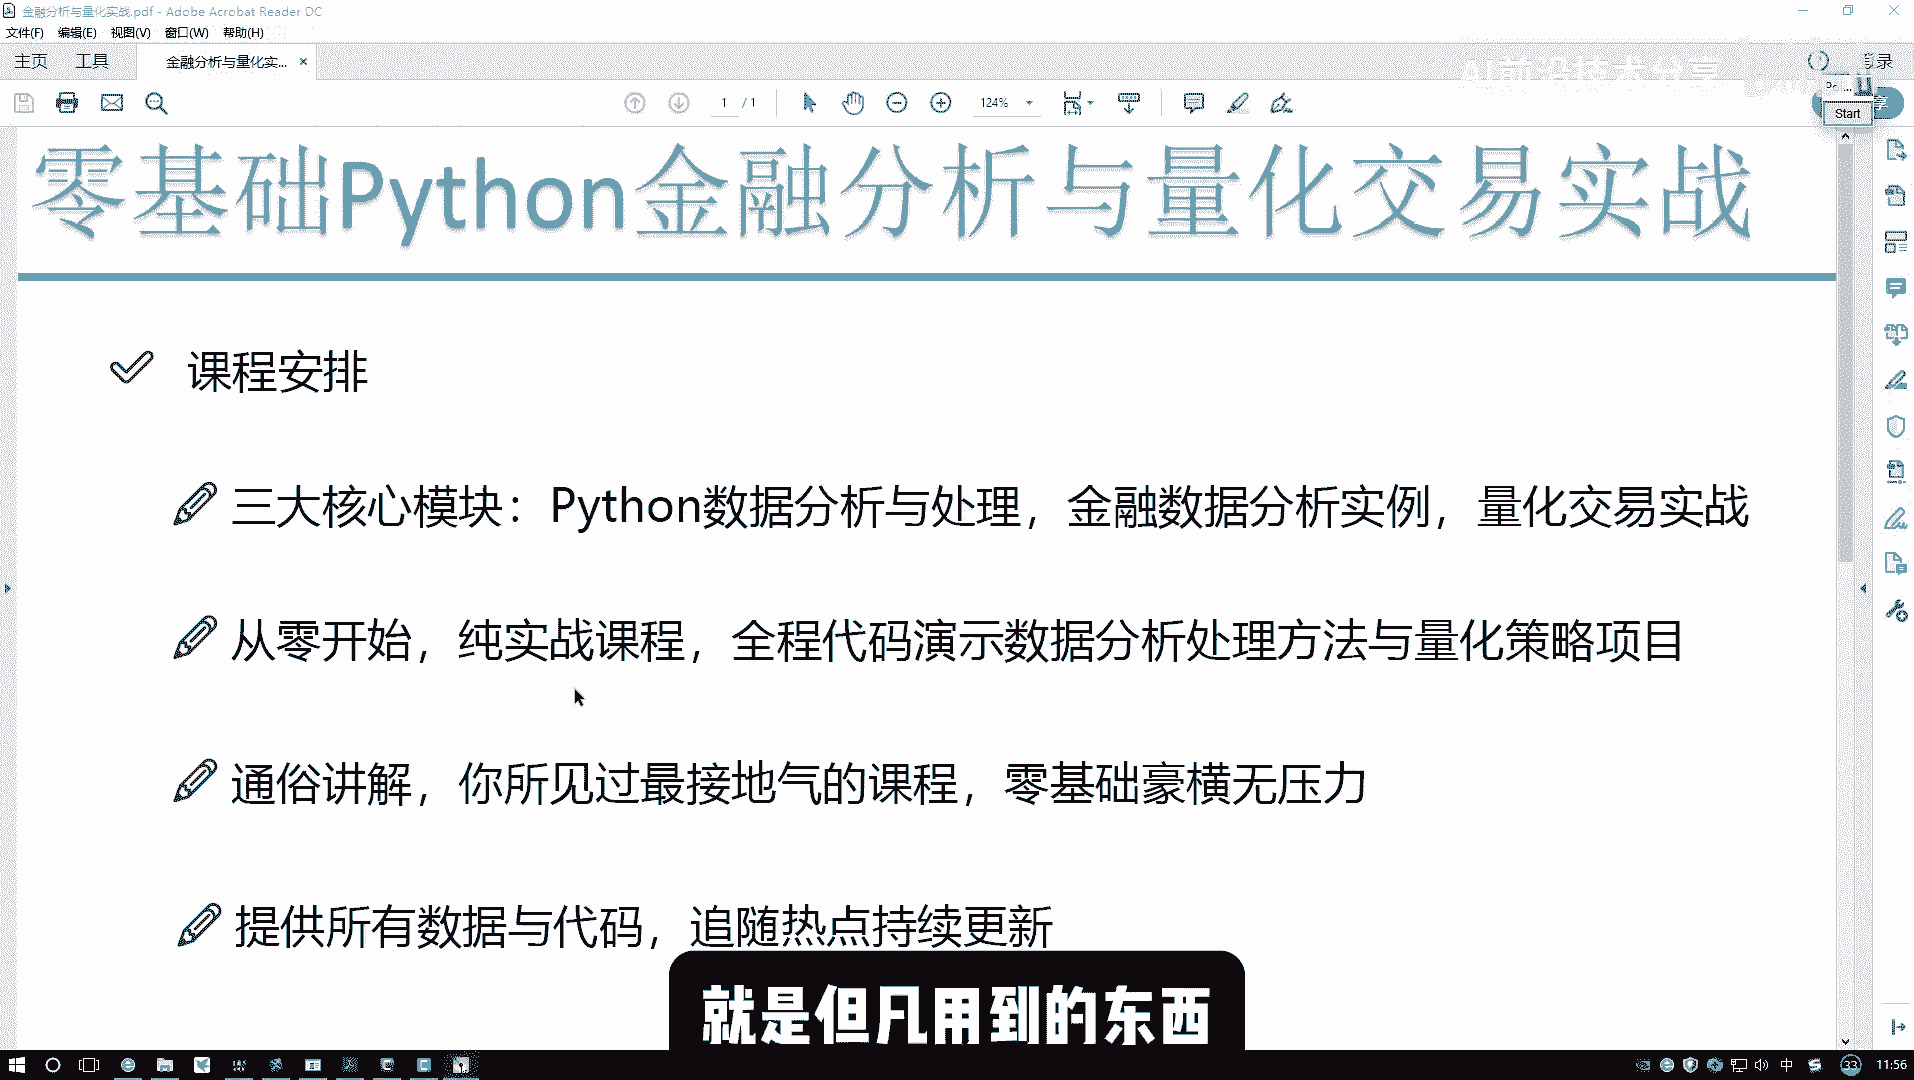 金融分析与量化实战.pdf - Adobe Acrobat Reader DC
文件(F) 编辑(E) 视图(V) 窗口(W) 帮助(H)
主页 工具 金融分析与量化实... ×
AI前沿技术分享
1 / 1 124%
Start
零基础Python金融分析与量化交易实战
课程安排
三大核心模块：Python数据分析与处理，金融数据分析实例，量化交易实战
从零开始，纯实战课程，全程代码演示数据分析处理方法与量化策略项目
通俗讲解，你所见过最接地气的课程，零基础豪横无压力
提供所有数据与代码，追随热点持续更新
就是但凡用到的东西
中 33 11:56